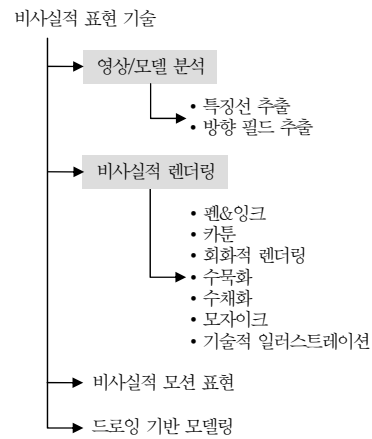 비사실적 표현 기술
영상/모델 분석
• 특징선 추출
• 방향 필드 추출
비사실적 렌더링
• 펜&잉크
• 카툰
• 회화적 렌더링
• 수묵화
• 수채화
• 모자이크
• 기술적 일러스트레이션
비사실적 모션 표현
드로잉 기반 모델링